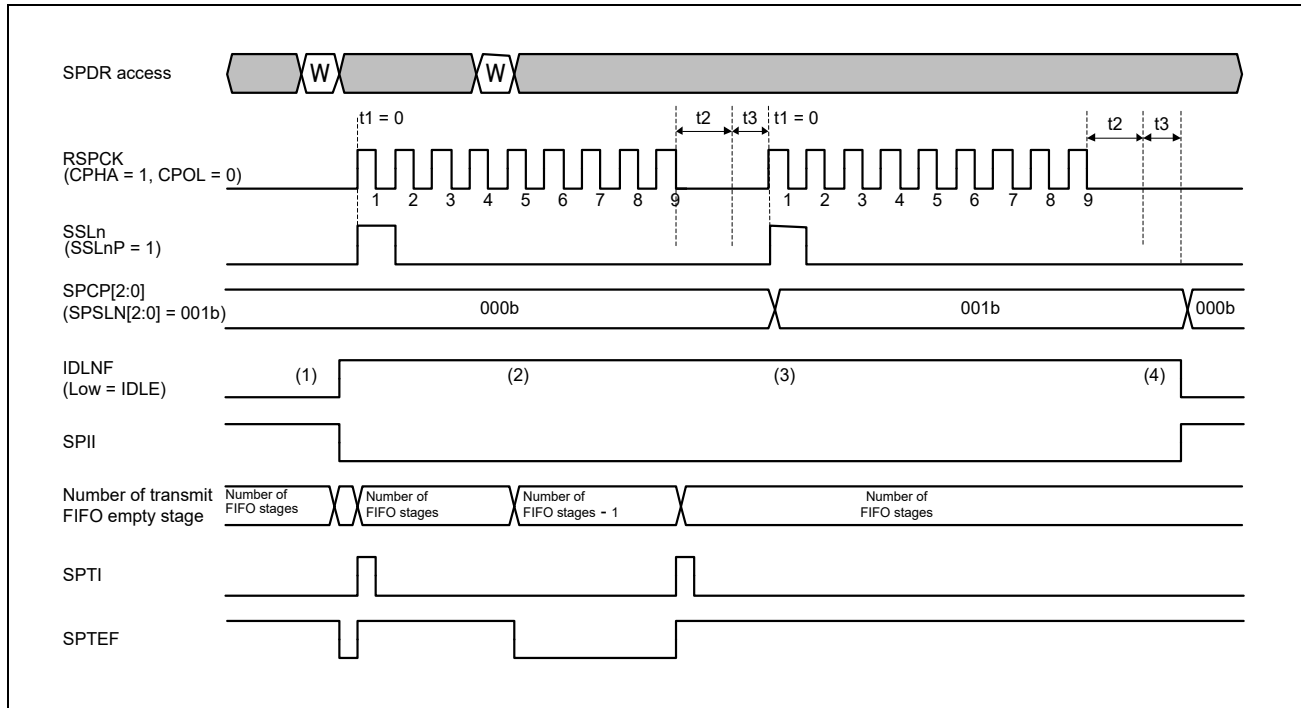 SPDR access
W
W
t1 = 0
t2
t3
t1 = 0
t2
t3
RSPCK
(CPHA = 1, CPOL = 0)
1 2 3 4 5 6 7 8 9
1 2 3 4 5 6 7 8 9
SSLn
(SSLnP = 1)
SPCP[2:0]
(SPSLN[2:0] = 001b)
000b
001b
000b
IDLNF
(Low = IDLE)
(1)
(2)
(3)
(4)
SPII
Number of transmit
FIFO empty stage
Number of
FIFO stages
Number of
FIFO stages
Number of
FIFO stages - 1
Number of
FIFO stages
SPTI
SPTEF